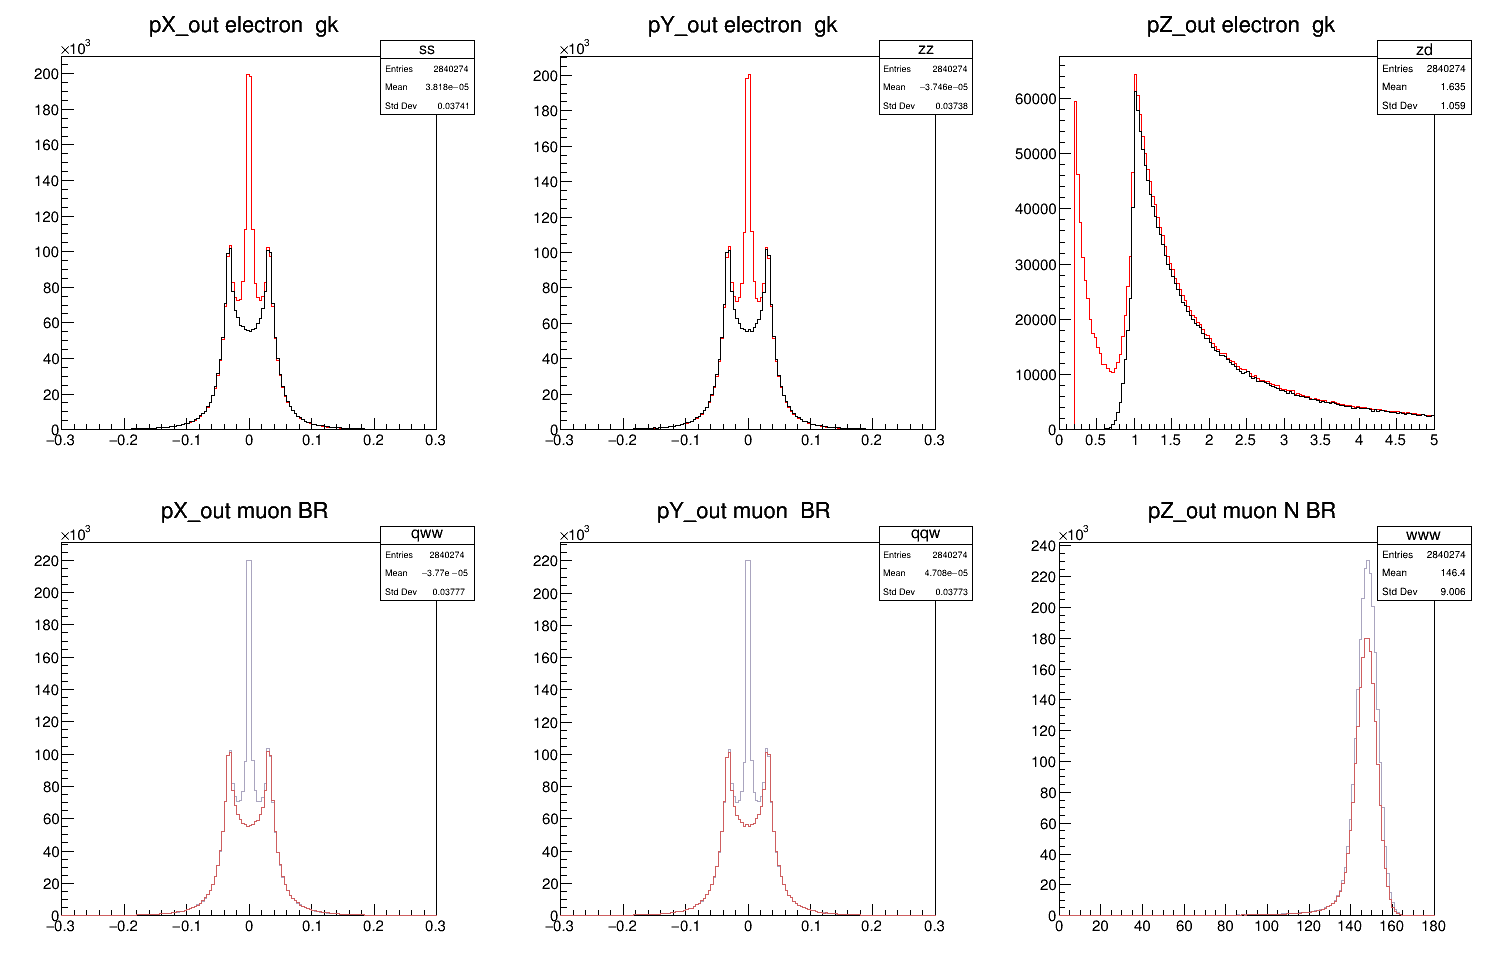 pX_out electron gk
×10³
ss
Entries 2840274
Mean 3.818e−05
Std Dev 0.03741
200
180
160
140
120
100
80
60
40
20
0
−0.3 −0.2 −0.1 0 0.1 0.2 0.3
pY_out electron gk
×10³
zz
Entries 2840274
Mean −3.746e−05
Std Dev 0.03738
200
180
160
140
120
100
80
60
40
20
0
−0.3 −0.2 −0.1 0 0.1 0.2 0.3
pZ_out electron gk
zd
Entries 2840274
Mean 1.635
Std Dev 1.059
60000
50000
40000
30000
20000
10000
0
0 0.5 1 1.5 2 2.5 3 3.5 4 4.5 5
pX_out muon BR
×10³
qww
Entries 2840274
Mean −3.77e−05
Std Dev 0.03777
220
200
180
160
140
120
100
80
60
40
20
0
−0.3 −0.2 −0.1 0 0.1 0.2 0.3
pY_out muon BR
×10³
qqw
Entries 2840274
Mean 4.708e−05
Std Dev 0.03773
220
200
180
160
140
120
100
80
60
40
20
0
−0.3 −0.2 −0.1 0 0.1 0.2 0.3
pZ_out muon N BR
×10³
www
Entries 2840274
Mean 146.4
Std Dev 9.006
240
220
200
180
160
140
120
100
80
60
40
20
0
0 20 40 60 80 100 120 140 160 180